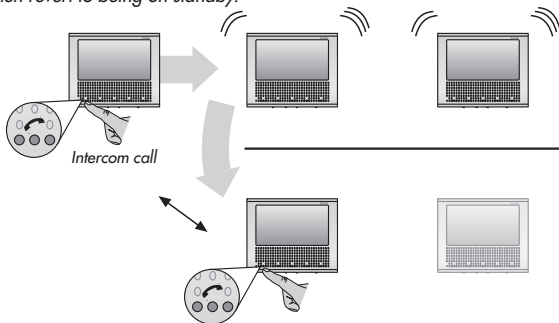 then revert to being on standby.
Intercom call